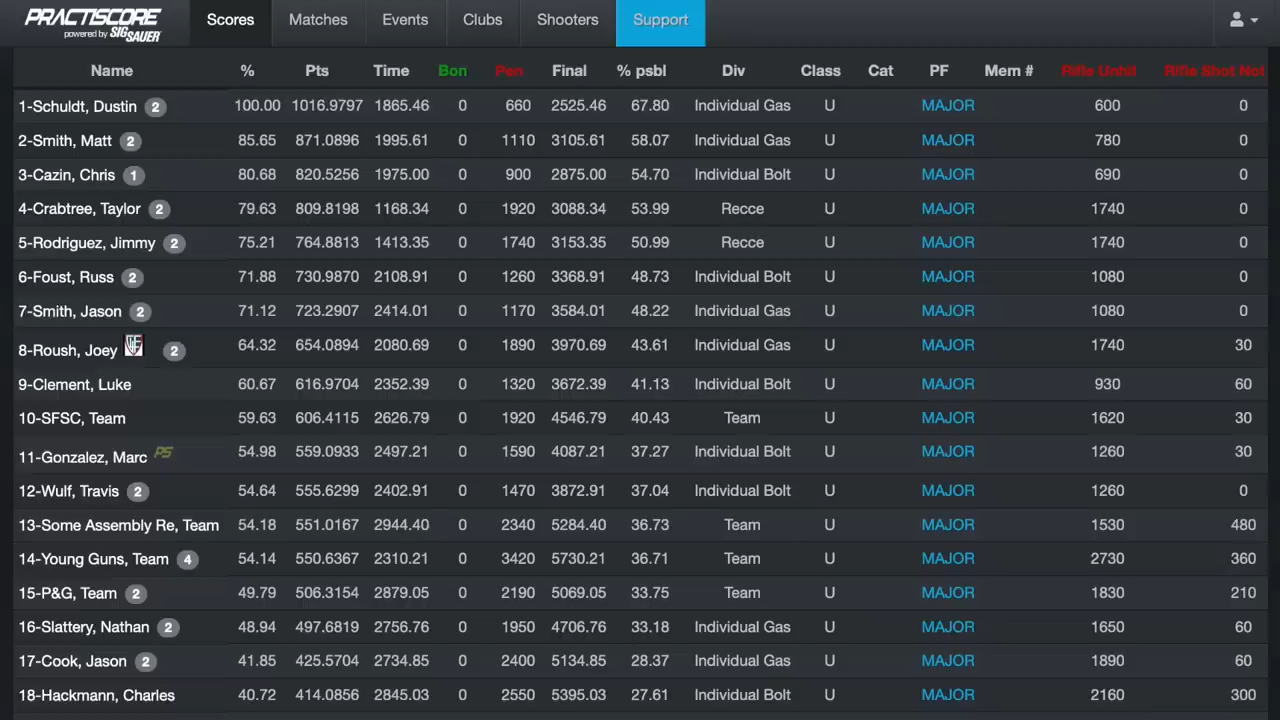 PRACTISCORE Scores Matches Events Clubs Shooters Support
powered by SIG SAUER
Name % Pts Time Bon Pen Final % psbl Div Class Cat PF Mem # Rifle Unhit Rifle Shot Not
1-Schuldt, Dustin 2 100.00 1016.9797 1865.46 0 660 2525.46 67.80 Individual Gas U MAJOR 600 0
2-Smith, Matt 2 85.65 871.0896 1995.61 0 1110 3105.61 58.07 Individual Gas U MAJOR 780 0
3-Cazin, Chris 1 80.68 820.5256 1975.00 0 900 2875.00 54.70 Individual Bolt U MAJOR 690 0
4-Crabtree, Taylor 2 79.63 809.8198 1168.34 0 1920 3088.34 53.99 Recce U MAJOR 1740 0
5-Rodriguez, Jimmy 2 75.21 764.8813 1413.35 0 1740 3153.35 50.99 Recce U MAJOR 1740 0
6-Foust, Russ 2 71.88 730.9870 2108.91 0 1260 3368.91 48.73 Individual Bolt U MAJOR 1080 0
7-Smith, Jason 2 71.12 723.2907 2414.01 0 1170 3584.01 48.22 Individual Gas U MAJOR 1080 0
8-Roush, Joey 2 64.32 654.0894 2080.69 0 1890 3970.69 43.61 Individual Gas U MAJOR 1740 30
9-Clement, Luke 60.67 616.9704 2352.39 0 1320 3672.39 41.13 Individual Bolt U MAJOR 930 60
10-SFSC, Team 59.63 606.4115 2626.79 0 1920 4546.79 40.43 Team U MAJOR 1620 30
11-Gonzalez, Marc PS 54.98 559.0933 2497.21 0 1590 4087.21 37.27 Individual Bolt U MAJOR 1260 30
12-Wulf, Travis 2 54.64 555.6299 2402.91 0 1470 3872.91 37.04 Individual Bolt U MAJOR 1260 0
13-Some Assembly Re, Team 54.18 551.0167 2944.40 0 2340 5284.40 36.73 Team U MAJOR 1530 480
14-Young Guns, Team 4 54.14 550.6367 2310.21 0 3420 5730.21 36.71 Team U MAJOR 2730 360
15-P&G, Team 2 49.79 506.3154 2879.05 0 2190 5069.05 33.75 Team U MAJOR 1830 210
16-Slattery, Nathan 2 48.94 497.6819 2756.76 0 1950 4706.76 33.18 Individual Gas U MAJOR 1650 60
17-Cook, Jason 2 41.85 425.5704 2734.85 0 2400 5134.85 28.37 Individual Gas U MAJOR 1890 60
18-Hackmann, Charles 40.72 414.0856 2845.03 0 2550 5395.03 27.61 Individual Bolt U MAJOR 2160 300